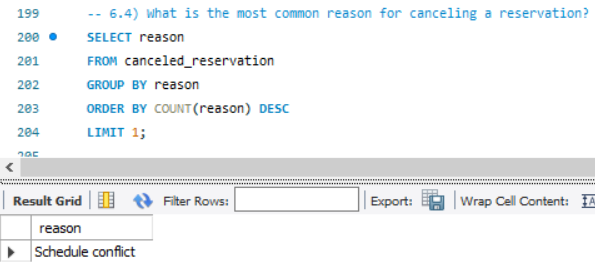 199 -- 6.4) What is the most common reason for canceling a reservation?
200 SELECT reason
201 FROM canceled_reservation
202 GROUP BY reason
203 ORDER BY COUNT(reason) DESC
204 LIMIT 1;
205
Result Grid Filter Rows: Export: Wrap Cell Content:
reason
Schedule conflict